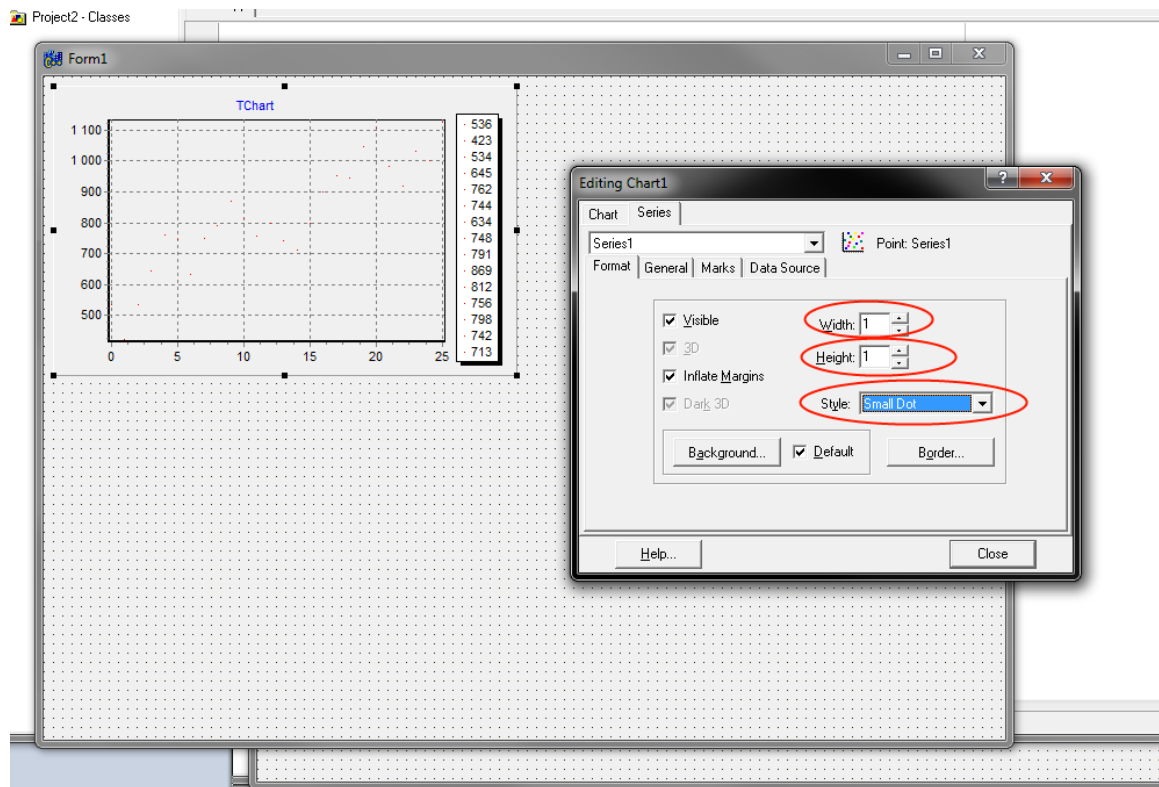 Project2 - Classes
Form1
TChart
1 100
1 000
900
800
700
600
500
0 5 10 15 20 25
536
423
534
645
762
744
634
748
791
869
812
756
798
742
713
Editing Chart1
Chart Series
Series1 Point: Series1
Format General Marks Data Source
Visible Width: 1
3D Height: 1
Inflate Margins
Dark 3D Style: Small Dot
Background... Default Border...
Help... Close